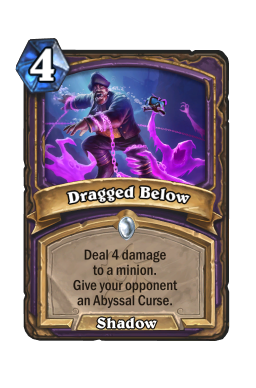 4
Dragged Below
Deal 4 damage
to a minion.
Give your opponent
an Abyssal Curse.
Shadow